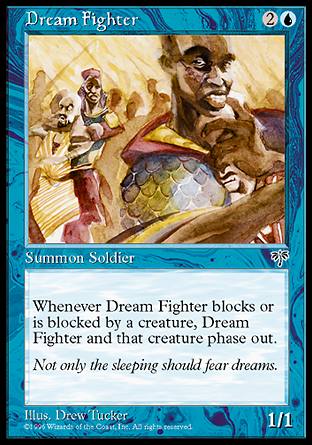 Dream Fighter 2
Summon Soldier
Whenever Dream Fighter blocks or
is blocked by a creature, Dream
Fighter and that creature phase out.
Not only the sleeping should fear dreams.
Illus. Drew Tucker
©1996 Wizards of the Coast, Inc. All rights reserved.
1/1